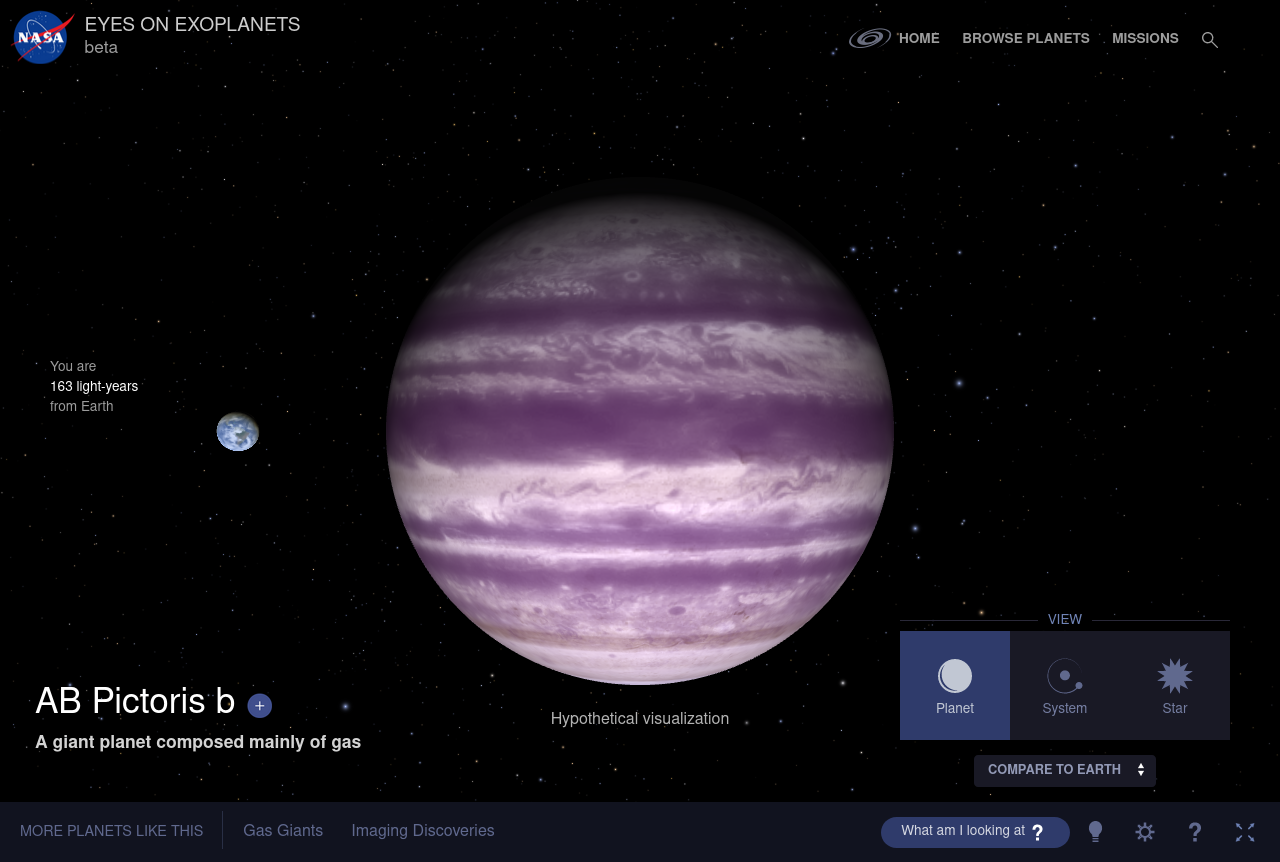 NASA
EYES ON EXOPLANETS
beta
HOME
BROWSE PLANETS
MISSIONS
You are
163 light-years
from Earth
AB Pictoris b +
A giant planet composed mainly of gas
Hypothetical visualization
VIEW
Planet
System
Star
COMPARE TO EARTH
MORE PLANETS LIKE THIS
Gas Giants
Imaging Discoveries
What am I looking at ?
?